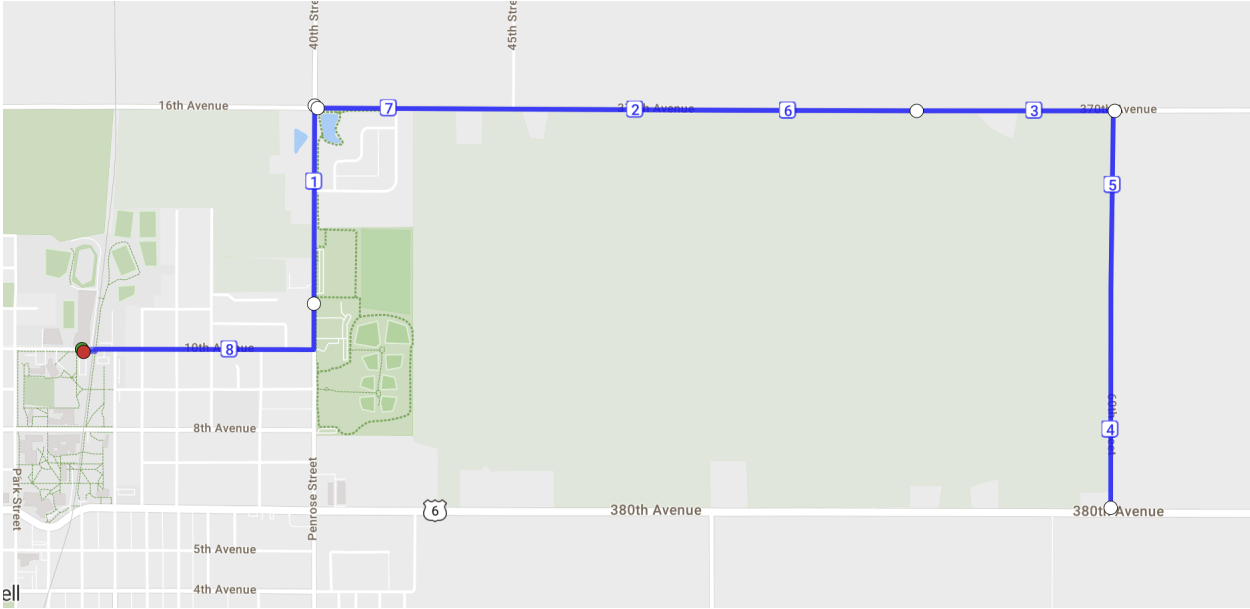 40th Stre
45th Stre
16th Avenue
7
2
6
3
370th Avenue
1
5
10th Avenue
8
4
8th Avenue
Park Street
Penrose Street
6
380th Avenue
380th Avenue
5th Avenue
4th Avenue
ell